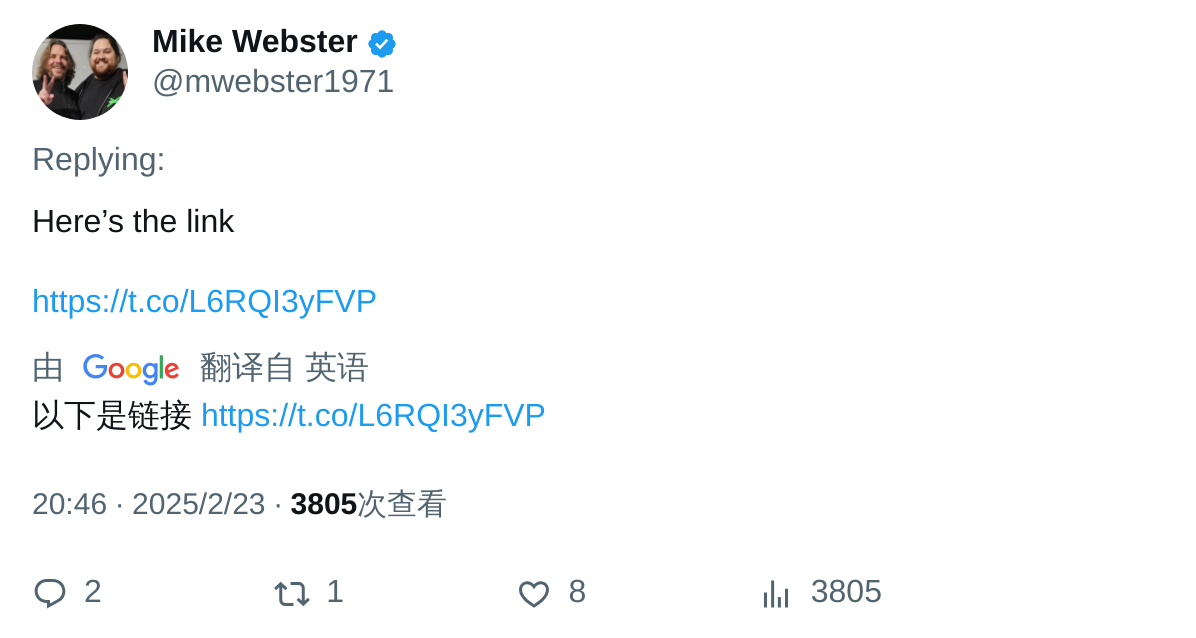 Mike Webster
@mwebster1971
Replying:
Here’s the link
https://t.co/L6RQI3yFVP
由 Google 翻译自 英语
以下是链接 https://t.co/L6RQI3yFVP
20:46 · 2025/2/23 · 3805次查看
2 1 8 3805